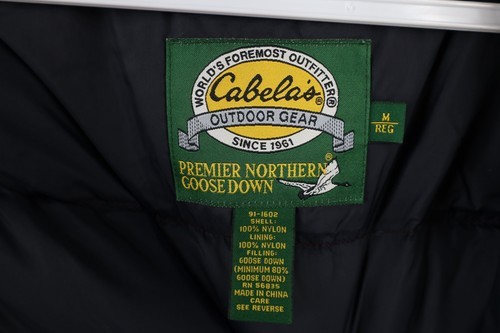 WORLD'S FOREMOST OUTFITTER®
Cabela's®
OUTDOOR GEAR
SINCE 1961
PREMIER NORTHERN
GOOSE DOWN
M
REG
91-1602
SHELL:
100% NYLON
LINING:
100% NYLON
FILLING:
GOOSE DOWN
(MINIMUM 80%
GOOSE DOWN)
RN 56835
MADE IN CHINA
CARE
SEE REVERSE